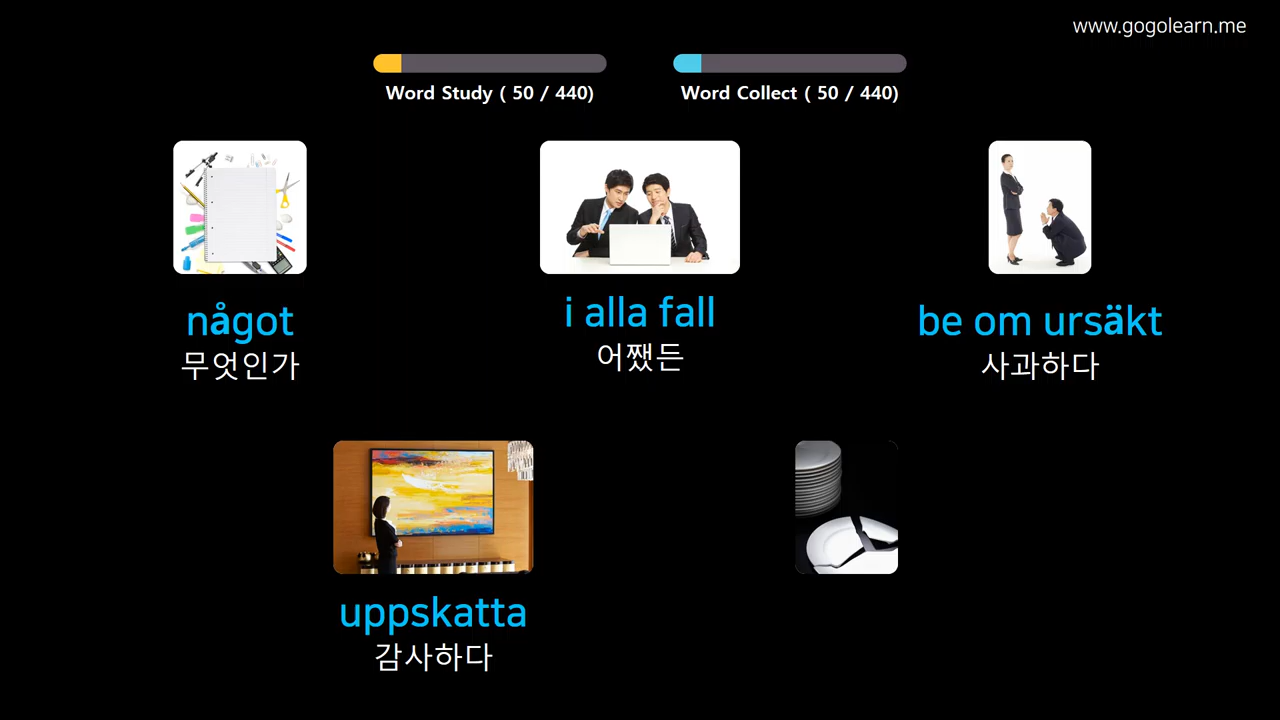 www.gogolearn.me
Word Study ( 50 / 440)
Word Collect ( 50 / 440)
något
무엇인가
i alla fall
어쨌든
be om ursäkt
사과하다
uppskatta
감사하다